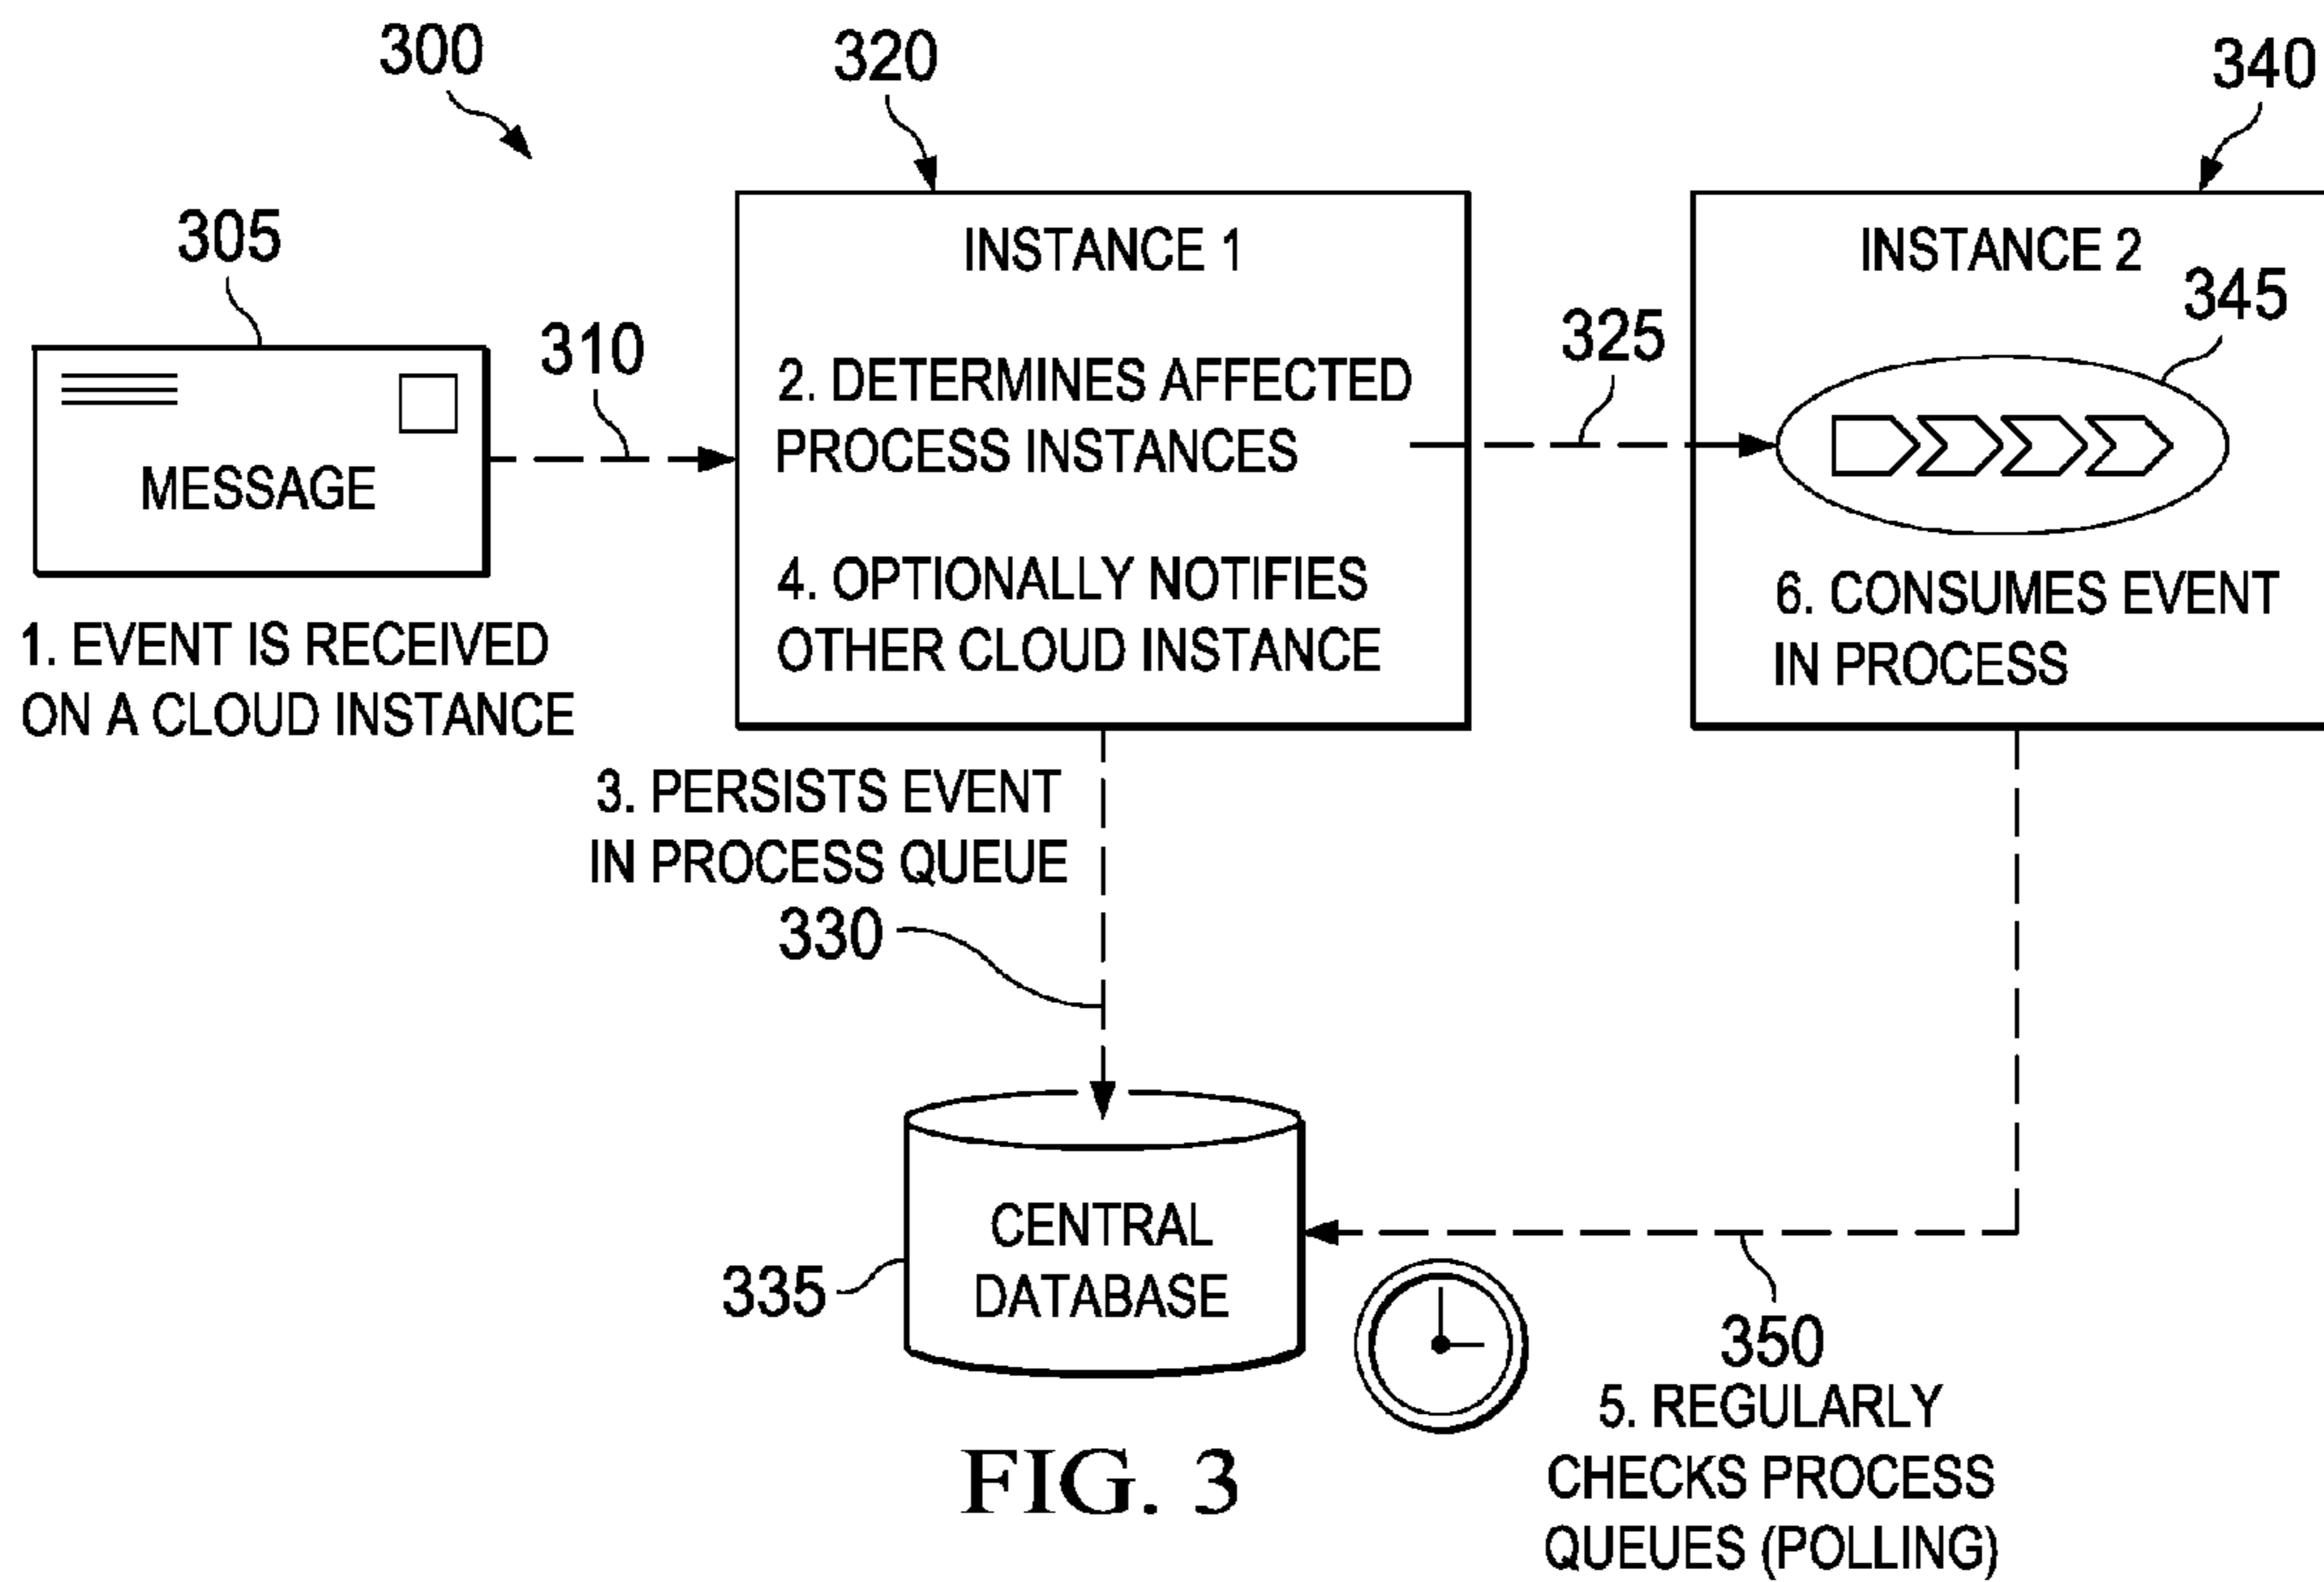 300
320
340
305
INSTANCE 1
INSTANCE 2
345
310
325
2. DETERMINES AFFECTED
PROCESS INSTANCES
MESSAGE
4. OPTIONALLY NOTIFIES
OTHER CLOUD INSTANCE
6. CONSUMES EVENT
IN PROCESS
1. EVENT IS RECEIVED
ON A CLOUD INSTANCE
3. PERSISTS EVENT
IN PROCESS QUEUE
330
CENTRAL
DATABASE
335
350
5. REGULARLY
CHECKS PROCESS
QUEUES (POLLING)
FIG. 3